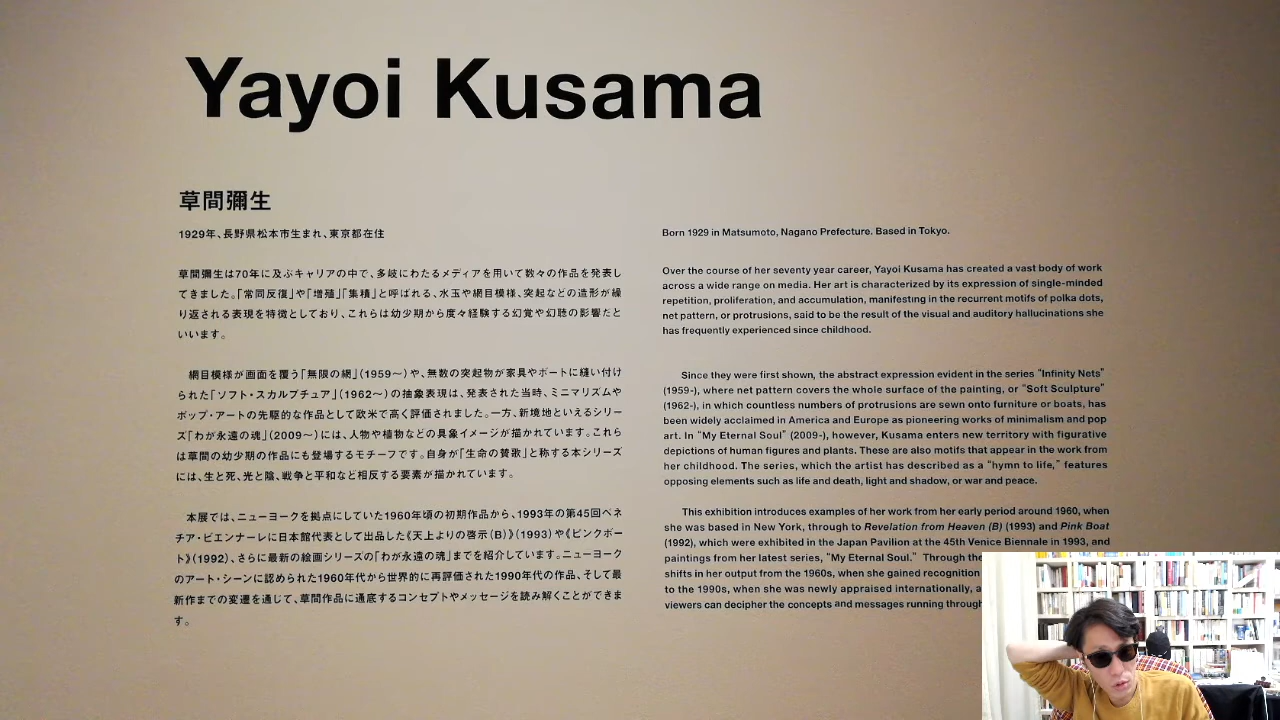 Yayoi Kusama
草間彌生
1929年、長野県松本市生まれ、東京都在住
草間彌生は70年に及ぶキャリアの中で、多岐にわたるメディアを用いて数々の作品を発表し
てきました。「常同反復」や「増殖」「集積」と呼ばれる、水玉や網目模様、突起などの造形が繰
り返される表現を特徴としており、これらは幼少期から度々経験する幻覚や幻聴の影響だと
いいます。
網目模様が画面を覆う「無限の網」(1959〜)や、無数の突起物が家具やボートに縫い付け
られた「ソフト・スカルプチュア」(1962〜)の抽象表現は、発表された当時、ミニマリズムや
ポップ・アートの先駆的な作品として欧米で高く評価されました。一方、新境地といえるシリー
ズ「わが永遠の魂」(2009〜)には、人物や植物などの具象イメージが描かれています。これら
は草間の幼少期の作品にも登場するモチーフです。自身が「生命の賛歌」と称する本シリーズ
には、生と死、光と陰、戦争と平和など相反する要素が描かれています。
本展では、ニューヨークを拠点にしていた1960年頃の初期作品から、1993年の第45回ベネ
チア・ビエンナーレに日本館代表として出品した《天上よりの啓示(B)》(1993)や《ピンクボー
ト》(1992)、さらに最新の絵画シリーズの「わが永遠の魂」までを紹介しています。ニューヨーク
のアート・シーンに認められた1960年代から世界的に再評価された1990年代の作品、そして最
新作までの変遷を通じて、草間作品に通底するコンセプトやメッセージを読み解くことができま
す。
Born 1929 in Matsumoto, Nagano Prefecture. Based in Tokyo.
Over the course of her seventy year career, Yayoi Kusama has created a vast body of work
across a wide range on media. Her art is characterized by its expression of single-minded
repetition, proliferation, and accumulation, manifesting in the recurrent motifs of polka dots,
net pattern, or protrusions, said to be the result of the visual and auditory hallucinations she
has frequently experienced since childhood.
Since they were first shown, the abstract expression evident in the series "Infinity Nets"
(1959-), where net pattern covers the whole surface of the painting, or "Soft Sculpture"
(1962-), in which countless numbers of protrusions are sewn onto furniture or boats, has
been widely acclaimed in America and Europe as pioneering works of minimalism and pop
art. In "My Eternal Soul" (2009-), however, Kusama enters new territory with figurative
depictions of human figures and plants. These are also motifs that appear in the work from
her childhood. The series, which the artist has described as a "hymn to life," features
opposing elements such as life and death, light and shadow, or war and peace.
This exhibition introduces examples of her work from her early period around 1960, when
she was based in New York, through to Revelation from Heaven (B) (1993) and Pink Boat
(1992), which were exhibited in the Japan Pavilion at the 45th Venice Biennale in 1993, and
paintings from her latest series, "My Eternal Soul." Through
shifts in her output from the 1960s, when she gained recognition
to the 1990s, when she was newly appraised internationally,
viewers can decipher the concepts and messages running through